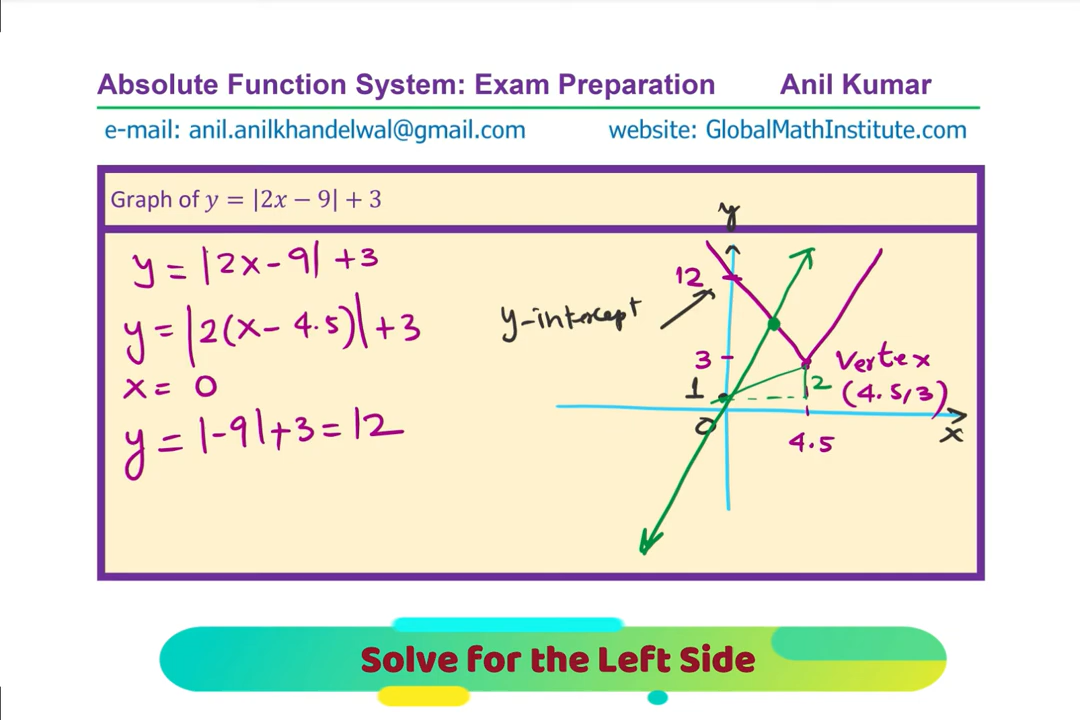 Absolute Function System: Exam Preparation Anil Kumar
e-mail: anil.anilkhandelwal@gmail.com website: GlobalMathInstitute.com
Graph of y = |2x − 9| + 3
y = |2x-9| +3
y = |2(x- 4.5)| +3
x = 0
y = |-9|+3 = 12
y
12
y-intercept
3
Vertex
1
2
(4.5,3)
0
x
4.5
Solve for the Left Side